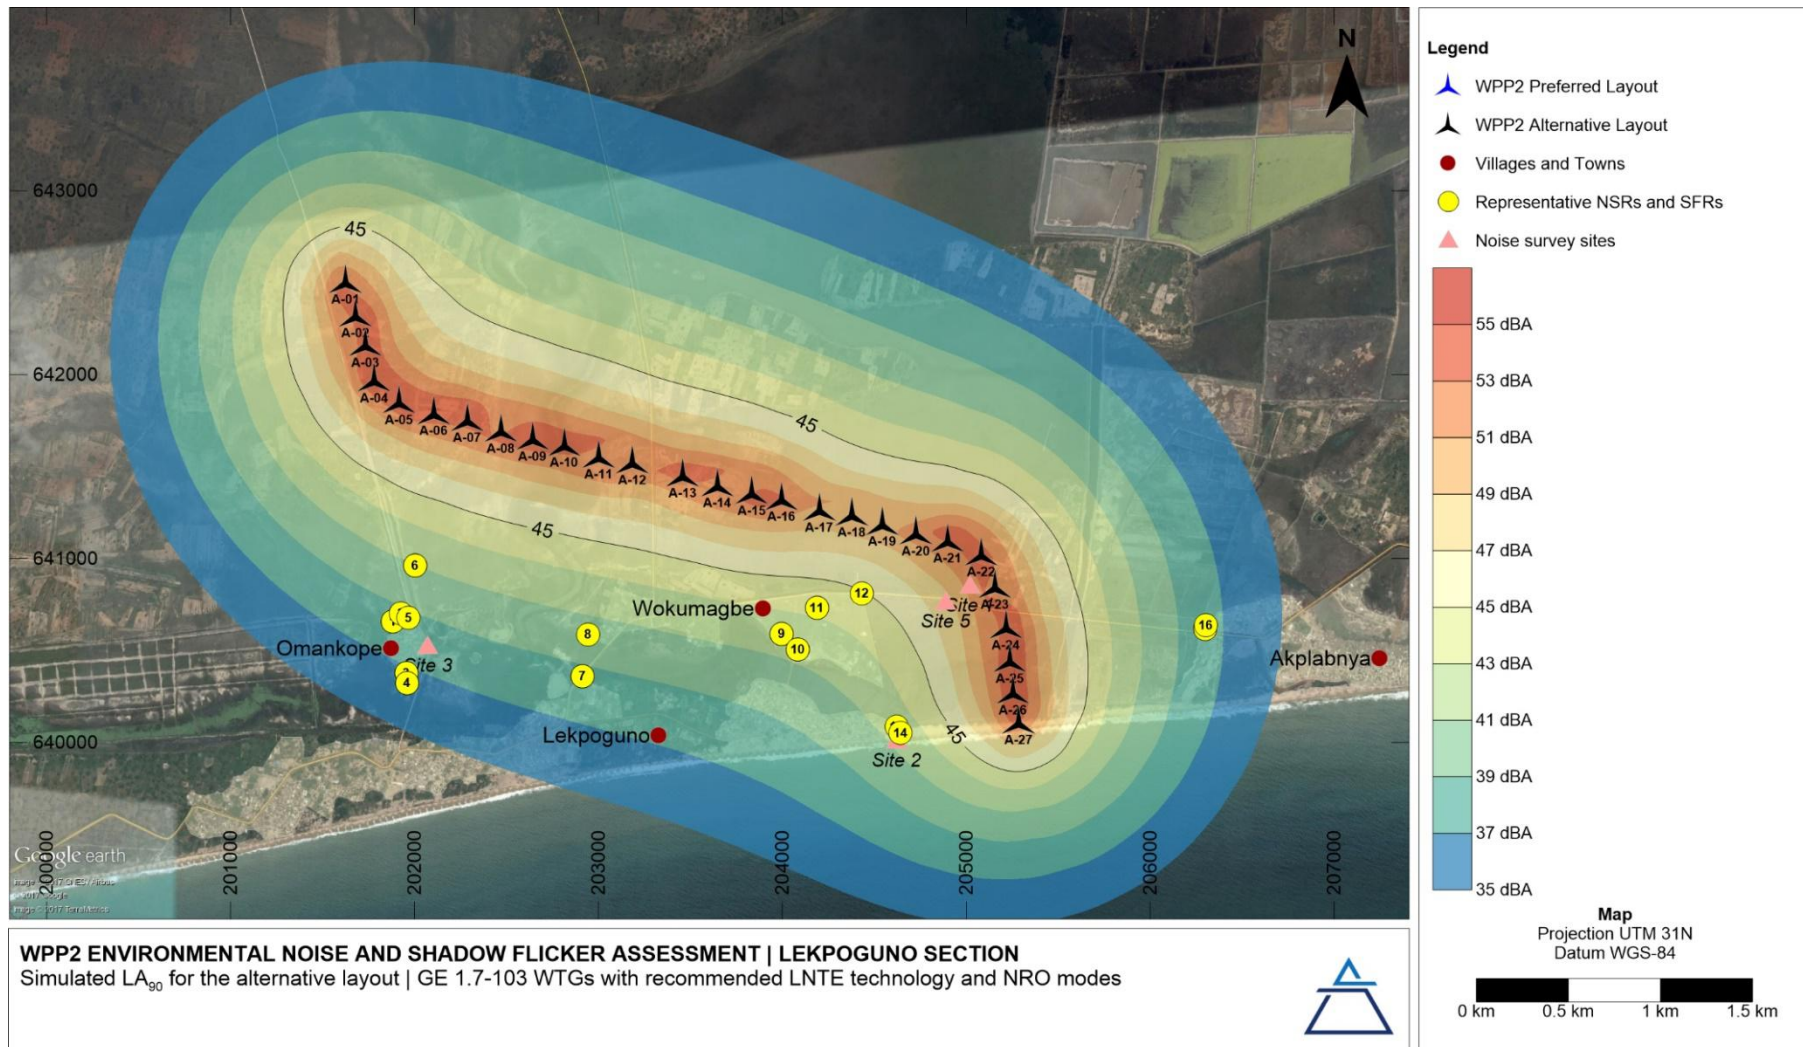 N
45
45
45
45
643000
642000
641000
640000
200000
201000
202000
203000
204000
205000
206000
207000
A-01
A-02
A-03
A-04
A-05
A-06
A-07
A-08
A-09
A-10
A-11
A-12
A-13
A-14
A-15
A-16
A-17
A-18
A-19
A-20
A-21
A-22
A-23
A-24
A-25
A-26
A-27
6
5
4
8
7
9
10
11
12
14
16
Omankope
Wokumagbe
Lekpoguno
Akplabnya
Site 5
Site 3
Site 2
Google earth
Legend
WPP2 Preferred Layout
WPP2 Alternative Layout
Villages and Towns
Representative NSRs and SFRs
Noise survey sites
55 dBA
53 dBA
51 dBA
49 dBA
47 dBA
45 dBA
43 dBA
41 dBA
39 dBA
37 dBA
35 dBA
Map
Projection UTM 31N
Datum WGS-84
0 km 0.5 km 1 km 1.5 km
WPP2 ENVIRONMENTAL NOISE AND SHADOW FLICKER ASSESSMENT | LEKPOGUNO SECTION
Simulated LA90 for the alternative layout | GE 1.7-103 WTGs with recommended LNTE technology and NRO modes